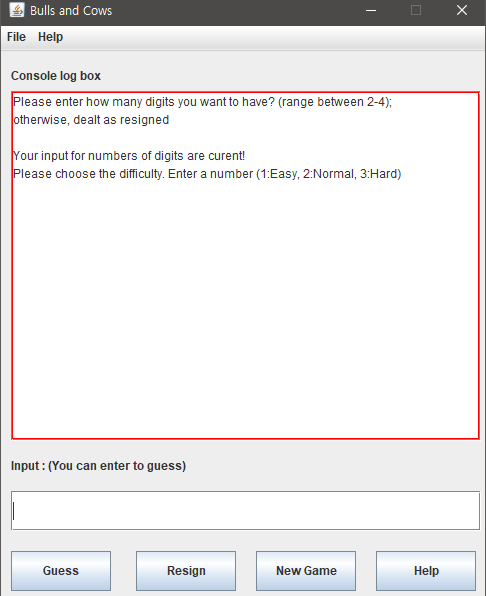 Bulls and Cows
File Help
Console log box
Please enter how many digits you want to have? (range between 2-4);
otherwise, dealt as resigned
Your input for numbers of digits are curent!
Please choose the difficulty. Enter a number (1:Easy, 2:Normal, 3:Hard)
Input : (You can enter to guess)
Guess Resign New Game Help